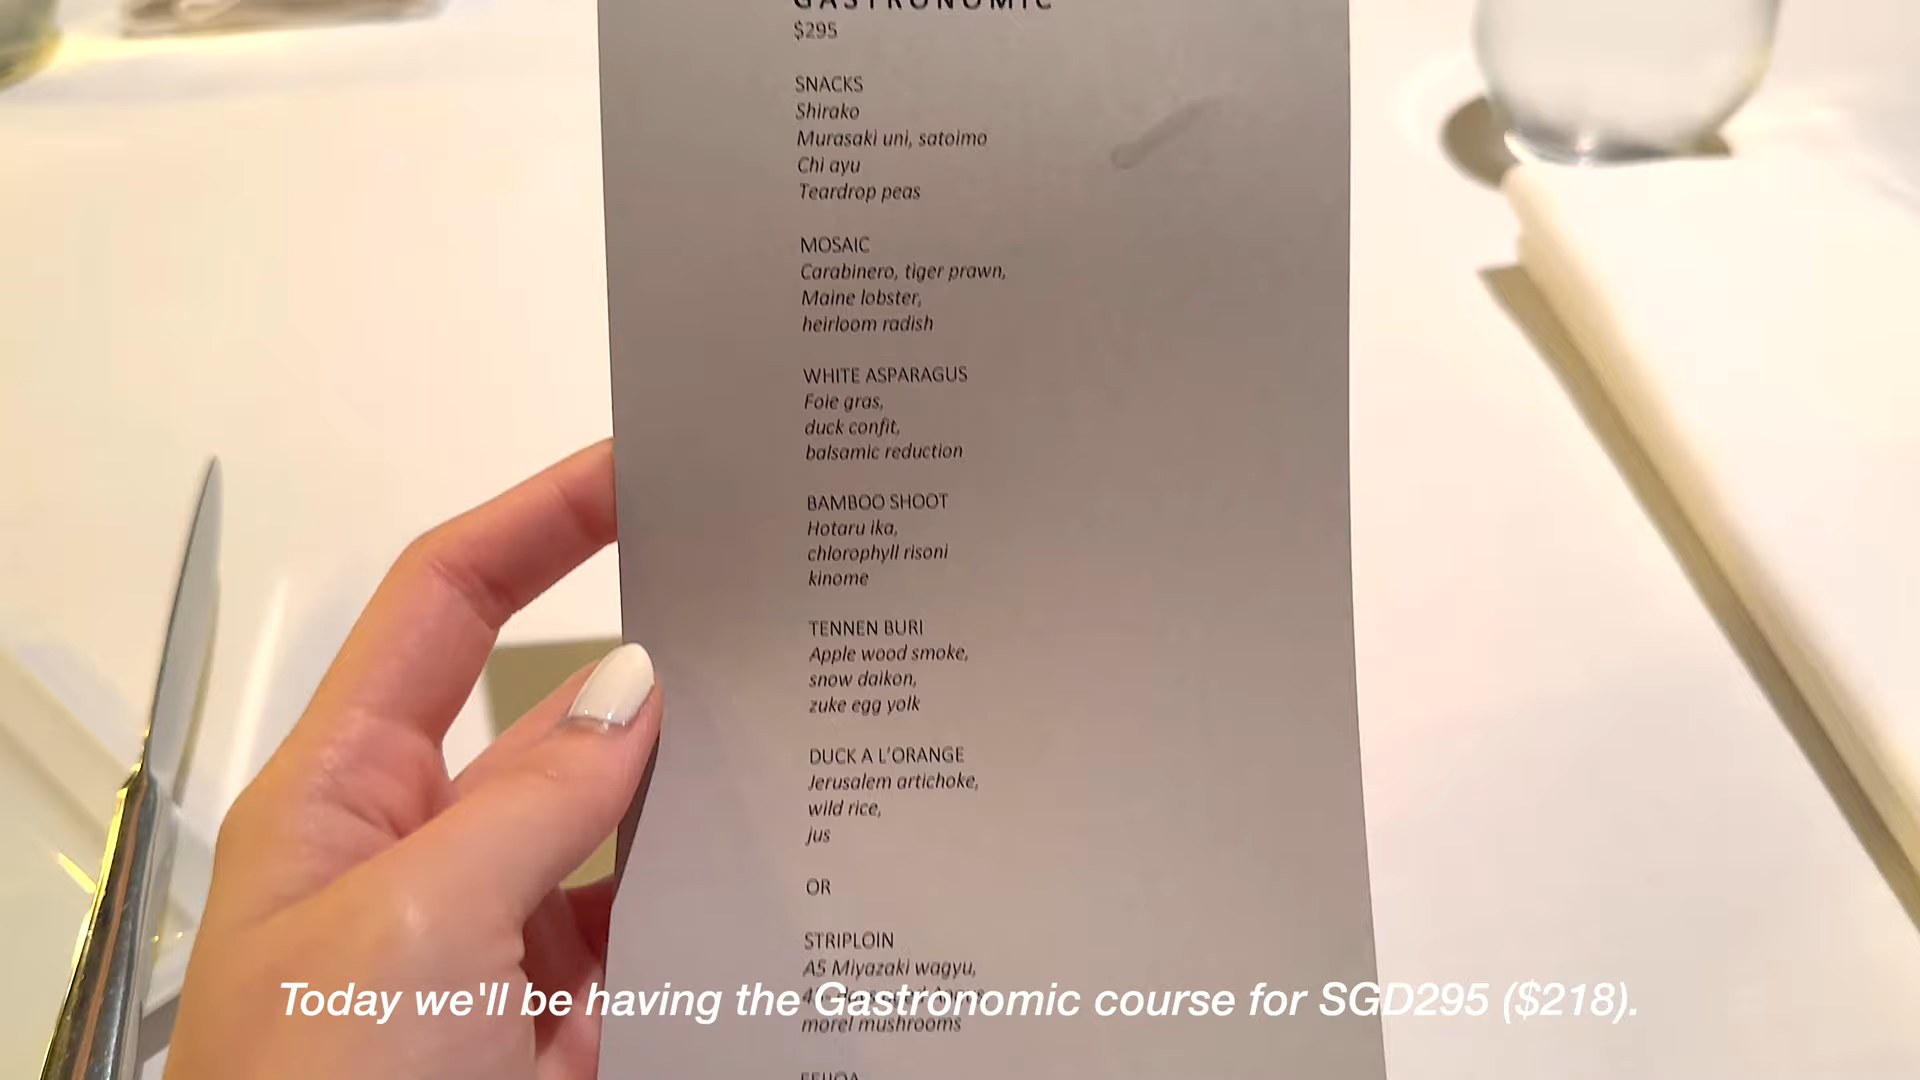 GASTRONOMIC
$295
SNACKS
Shirako
Murasaki uni, satoimo
Chi ayu
Teardrop peas
MOSAIC
Carabinero, tiger prawn,
Maine lobster,
heirloom radish
WHITE ASPARAGUS
Foie gras,
duck confit,
balsamic reduction
BAMBOO SHOOT
Hotaru ika,
chlorophyll risoni
kinome
TENNEN BURI
Apple wood smoke,
snow daikon,
zuke egg yolk
DUCK A L'ORANGE
Jerusalem artichoke,
wild rice,
jus
OR
STRIPLOIN
A5 Miyazaki wagyu,
morel mushrooms
FEIJOA
Today we'll be having the Gastronomic course for SGD295 ($218).